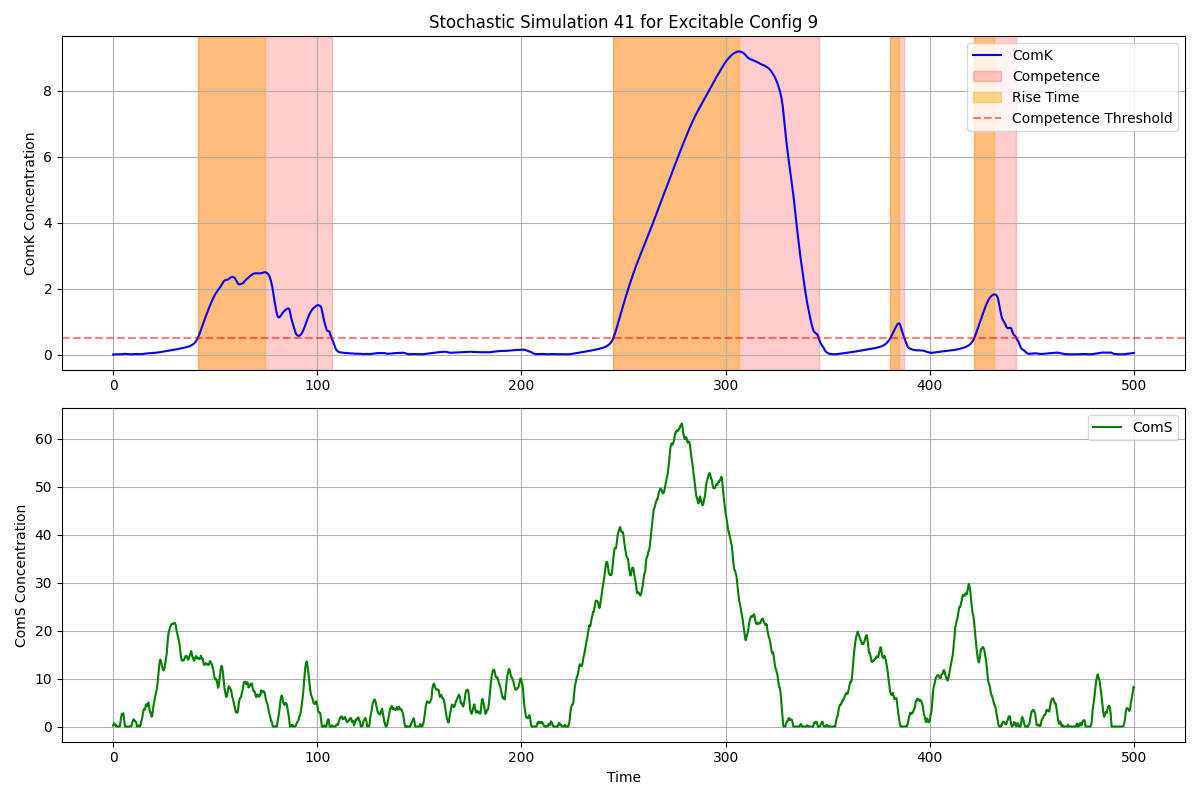 Stochastic Simulation 41 for Excitable Config 9
ComK Concentration
8
6
4
2
0
ComK
Competence
Rise Time
Competence Threshold
0
100
200
300
400
500
ComS Concentration
60
50
40
30
20
10
0
ComS
0
100
200
300
400
500
Time